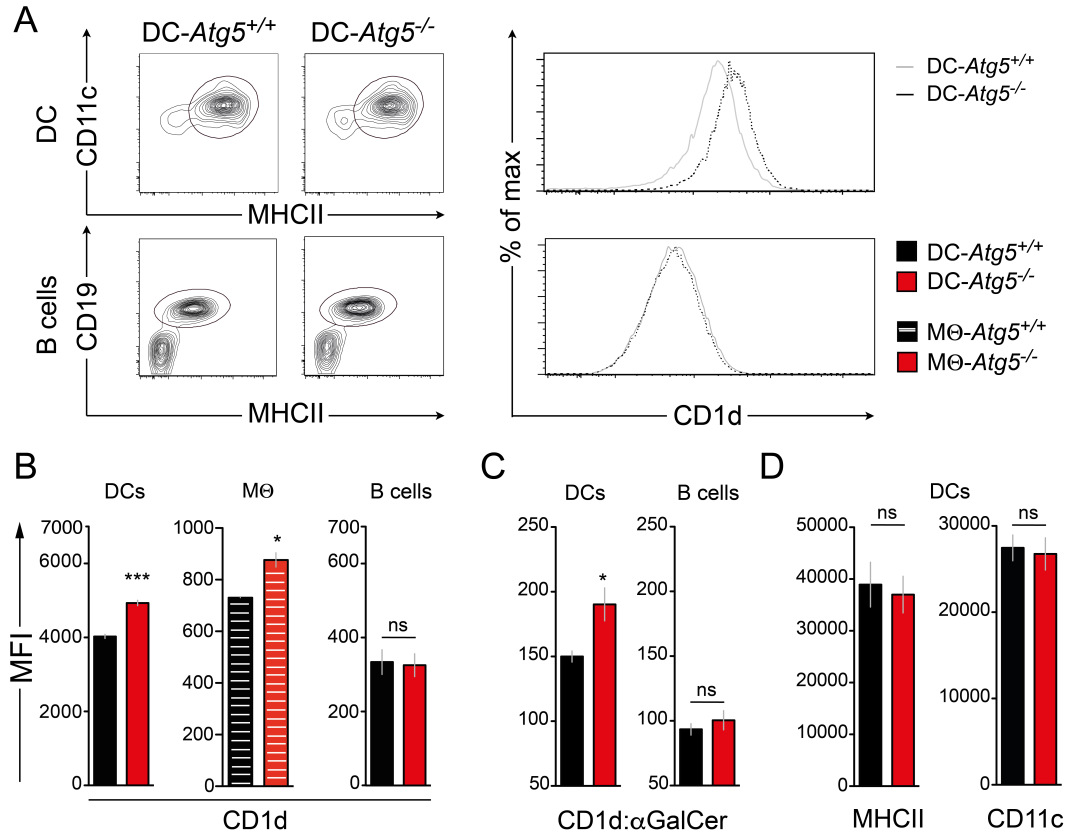 A
DC-Atg5+/+
DC-Atg5-/-
DC
CD11c
MHCII
B cells
CD19
MHCII
% of max
CD1d
DC-Atg5+/+
DC-Atg5-/-
DC-Atg5+/+
DC-Atg5-/-
MΘ-Atg5+/+
MΘ-Atg5-/-
B
MFI
DCs
7000
6000
4000
2000
0
***
MΘ
1000
800
600
400
200
0
*
B cells
700
600
400
200
0
ns
CD1d
C
DCs
250
200
150
100
50
*
B cells
250
200
150
100
50
ns
CD1d:αGalCer
D
DCs
50000
40000
30000
20000
10000
0
ns
MHCII
30000
20000
10000
0
ns
CD11c